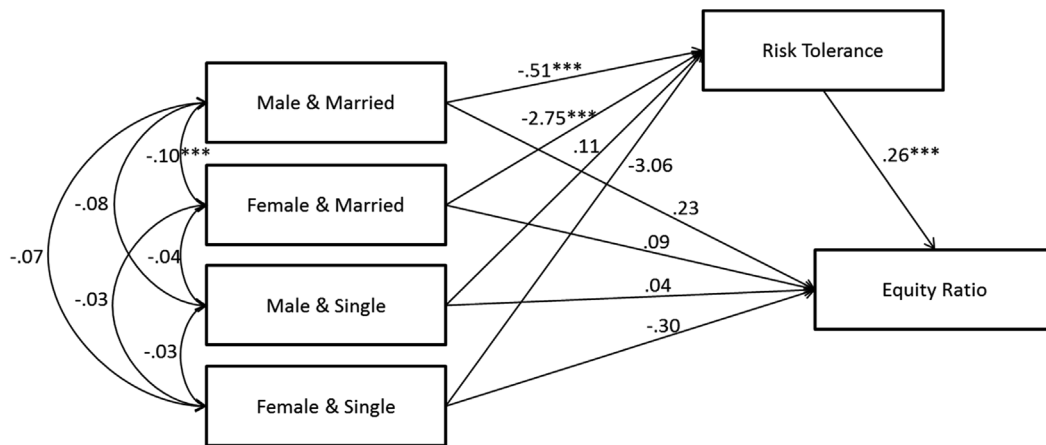 Risk Tolerance
-.51***
Male & Married
-2.75***
.11
-.10***
.26***
-3.06
-.08
Female & Married
.23
.09
-.07
-.04
.04
Equity Ratio
-.03
Male & Single
-.30
-.03
Female & Single